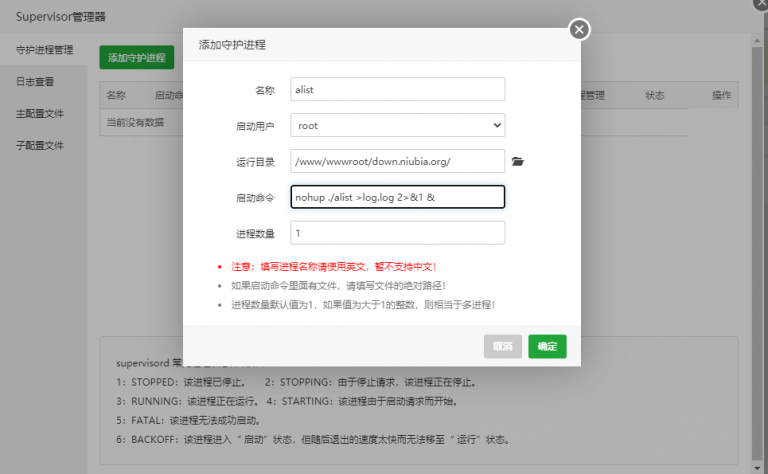 Supervisor管理器
守护进程管理
日志查看
主配置文件
子配置文件
添加守护进程
名称 启动命 程管理 状态 操作
当前没有数据
添加守护进程
名称 alist
启动用户 root
运行目录 /www/wwwroot/down.niubia.org/
启动命令 nohup ./alist >log.log 2>&1 &
进程数量 1
注意：填写进程名称请使用英文，暂不支持中文！
如果启动命令里面有文件，请填写文件的绝对路径！
进程数量默认值为1，如果值为大于1的整数，则相当于多进程！
取消 确定
supervisord 常
1：STOPPED：该进程已停止。 2：STOPPING：由于停止请求，该进程正在停止。
3：RUNNING：该进程正在运行。 4：STARTING：该进程由于启动请求而开始。
5：FATAL：该进程无法成功启动。
6：BACKOFF：该进程进入“ 启动”状态，但随后退出的速度太快而无法移至“ 运行”状态。